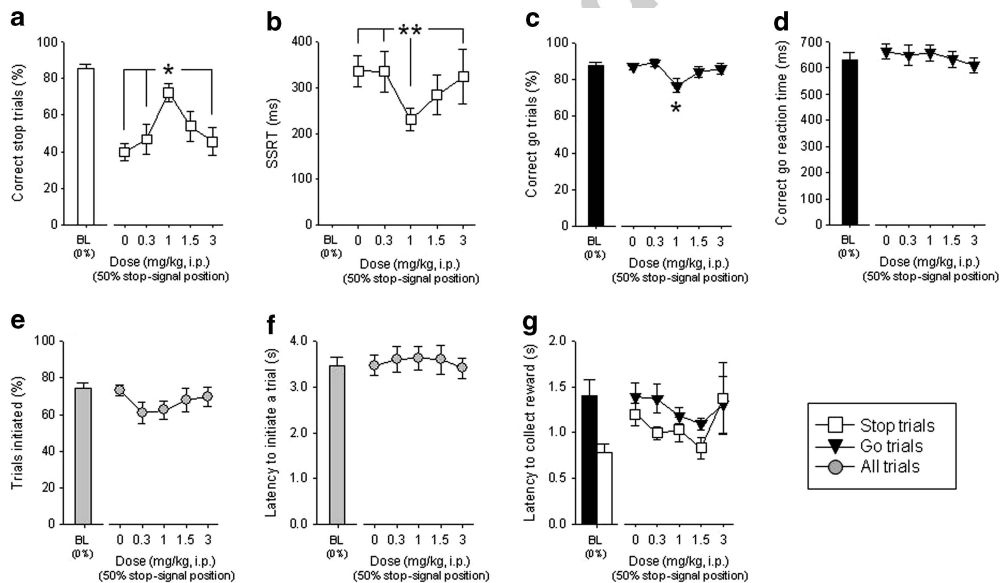 a
Correct stop trials (%)
100
80
60
40
20
0
*
BL
(0%)
0 0.3 1 1.5 3
Dose (mg/kg, i.p.)
(50% stop-signal position)
b
SSRT (ms)
400
300
200
100
0
**
BL
(0%)
0 0.3 1 1.5 3
Dose (mg/kg, i.p.)
(50% stop-signal position)
c
Correct go trials (%)
100
80
60
40
20
0
*
BL
(0%)
0 0.3 1 1.5 3
Dose (mg/kg, i.p.)
(50% stop-signal position)
d
Correct go reaction time (ms)
700
600
500
400
300
200
100
0
BL
(0%)
0 0.3 1 1.5 3
Dose (mg/kg, i.p.)
(50% stop-signal position)
e
Trials initiated (%)
100
80
60
40
20
0
BL
(0%)
0 0.3 1 1.5 3
Dose (mg/kg, i.p.)
(50% stop-signal position)
f
Latency to initiate a trial (s)
4.0
3.0
2.0
1.0
0.0
BL
(0%)
0 0.3 1 1.5 3
Dose (mg/kg, i.p.)
(50% stop-signal position)
g
Latency to collect reward (s)
2.0
1.5
1.0
0.5
0.0
BL
(0%)
0 0.3 1 1.5 3
Dose (mg/kg, i.p.)
(50% stop-signal position)
Stop trials
Go trials
All trials